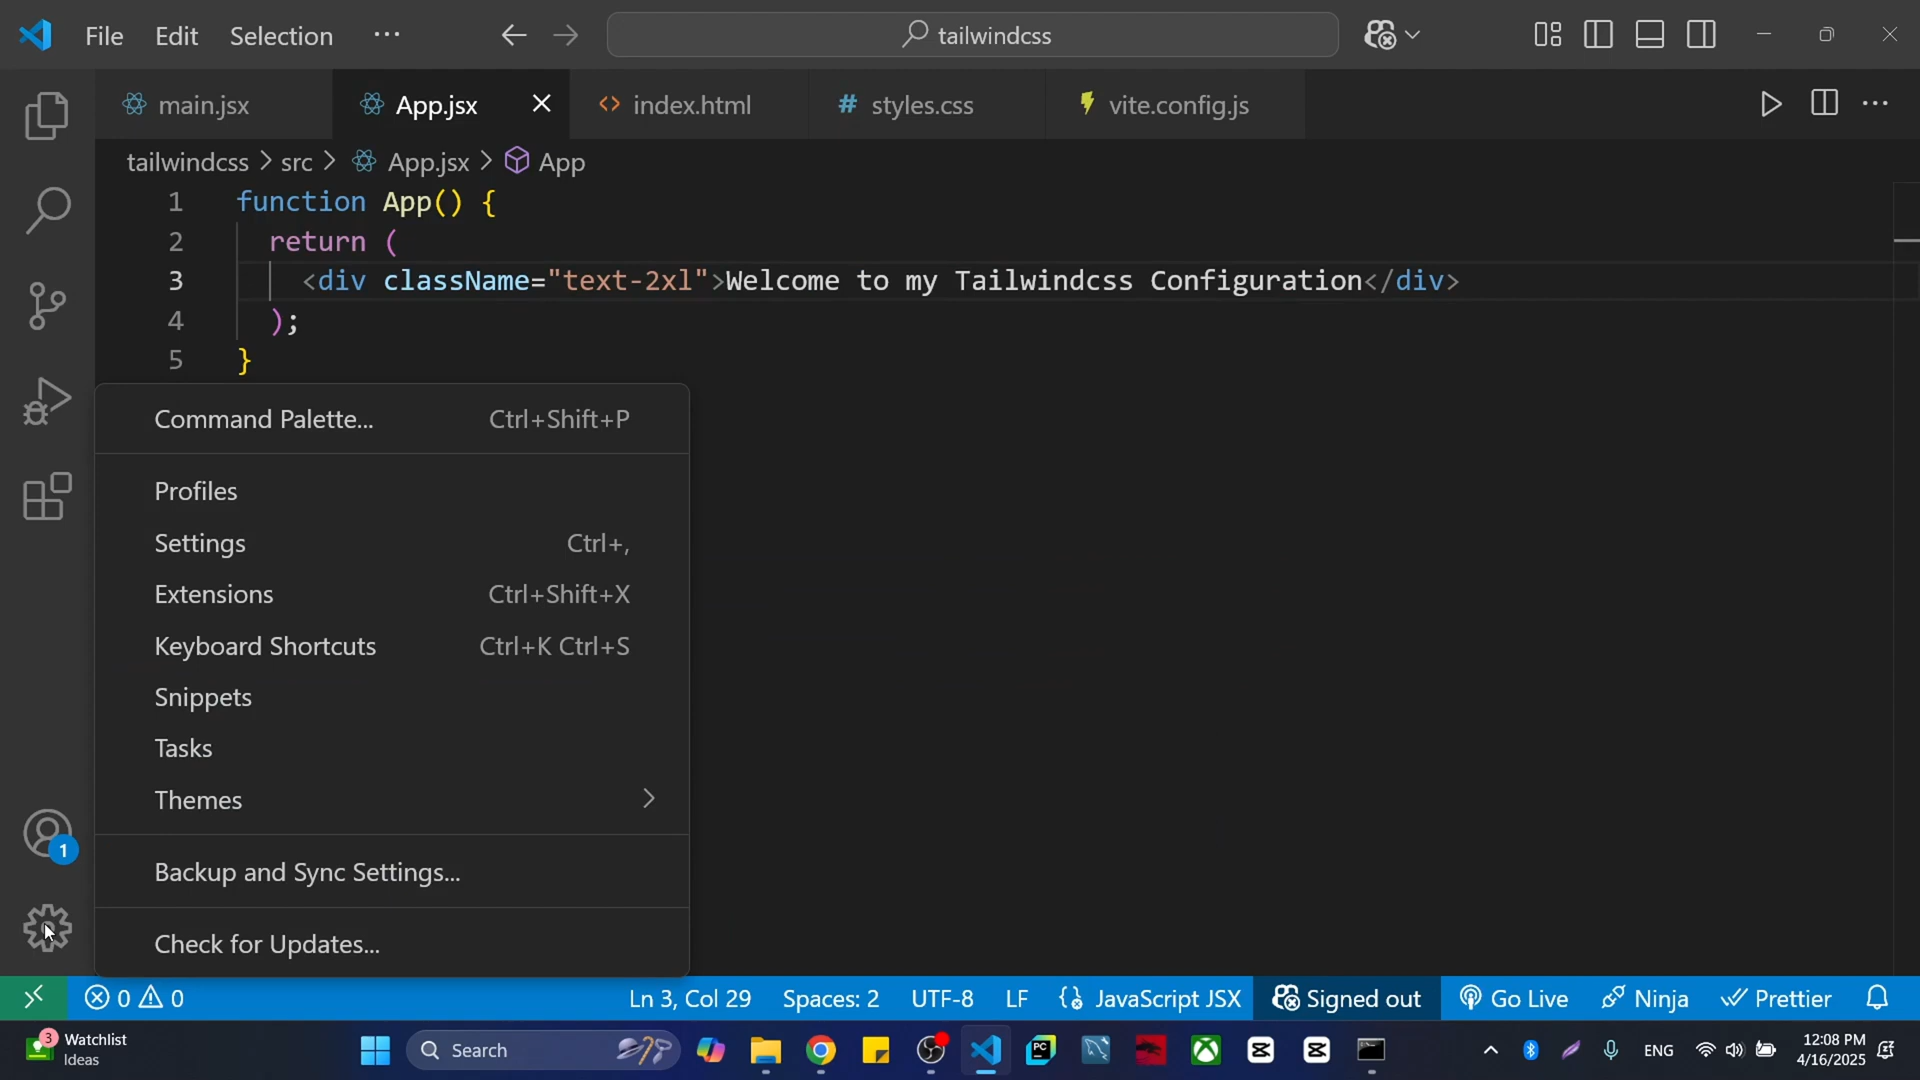 File Edit Selection ··· tailwindcss
main.jsx App.jsx index.html # styles.css vite.config.js
tailwindcss > src > App.jsx > App
1 function App() {
2 return (
3 <div className="text-2xl">Welcome to my Tailwindcss Configuration</div>
4 );
5 }
Command Palette... Ctrl+Shift+P
Profiles
Settings Ctrl+,
Extensions Ctrl+Shift+X
Keyboard Shortcuts Ctrl+K Ctrl+S
Snippets
Tasks
Themes
Backup and Sync Settings...
Check for Updates...
1
0 0 Ln 3, Col 29 Spaces: 2 UTF-8 LF JavaScript JSX Signed out Go Live Ninja Prettier
3 Watchlist
Ideas
Search
PC
ENG
12:08 PM
4/16/2025